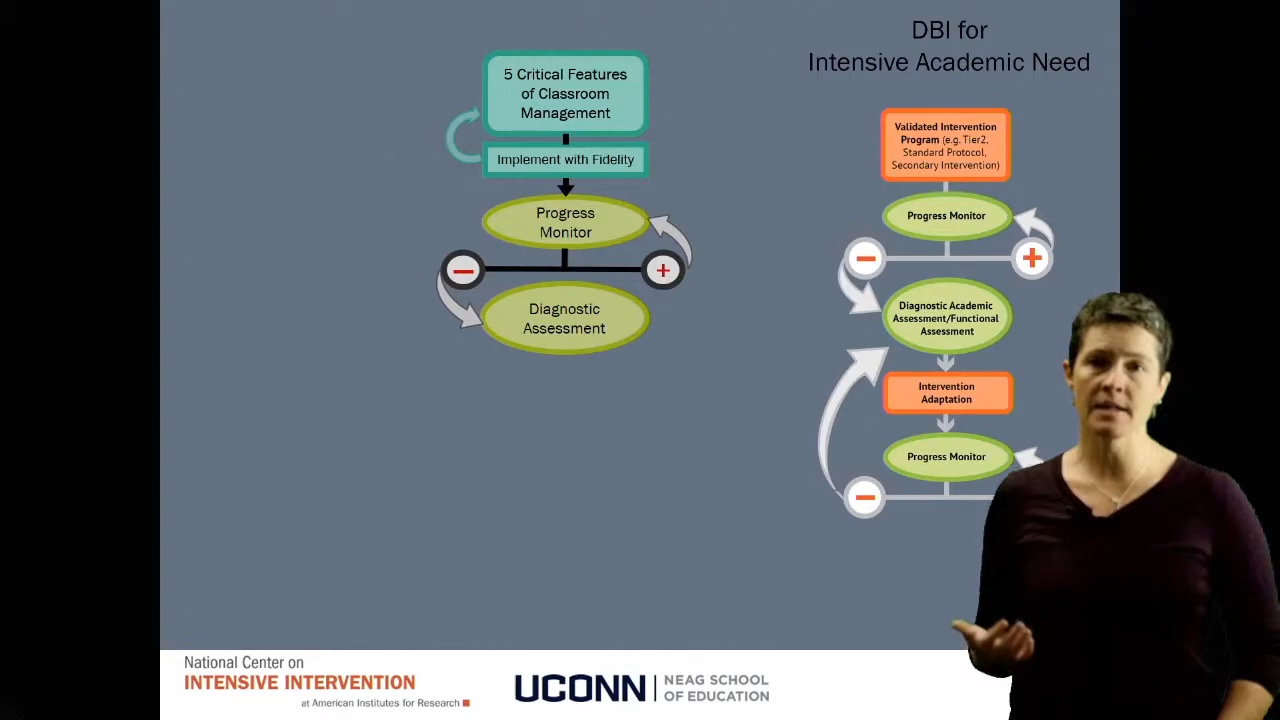 DBI for
Intensive Academic Need
5 Critical Features
of Classroom
Management
Implement with Fidelity
Progress
Monitor
–
+
Diagnostic
Assessment
Validated Intervention
Program (e.g. Tier2,
Standard Protocol,
Secondary Intervention)
Progress Monitor
–
+
Diagnostic Academic
Assessment/Functional
Assessment
Intervention
Adaptation
Progress Monitor
–
National Center on
INTENSIVE INTERVENTION
at American Institutes for Research
UCONN
NEAG SCHOOL
OF EDUCATION